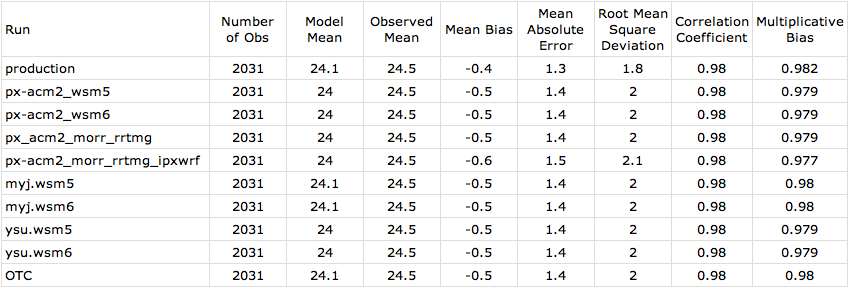 Run Number of Obs Model Mean Observed Mean Mean Bias Mean Absolute Error Root Mean Square Deviation Correlation Coefficient Multiplicative Bias
production 2031 24.1 24.5 -0.4 1.3 1.8 0.98 0.982
px-acm2_wsm5 2031 24 24.5 -0.5 1.4 2 0.98 0.979
px-acm2_wsm6 2031 24 24.5 -0.5 1.4 2 0.98 0.979
px_acm2_morr_rrtmg 2031 24 24.5 -0.5 1.4 2 0.98 0.979
px-acm2_morr_rrtmg_ipxwrf 2031 24 24.5 -0.6 1.5 2.1 0.98 0.977
myj.wsm5 2031 24.1 24.5 -0.5 1.4 2 0.98 0.98
myj.wsm6 2031 24.1 24.5 -0.5 1.4 2 0.98 0.98
ysu.wsm5 2031 24 24.5 -0.5 1.4 2 0.98 0.979
ysu.wsm6 2031 24 24.5 -0.5 1.4 2 0.98 0.979
OTC 2031 24.1 24.5 -0.5 1.4 2 0.98 0.98